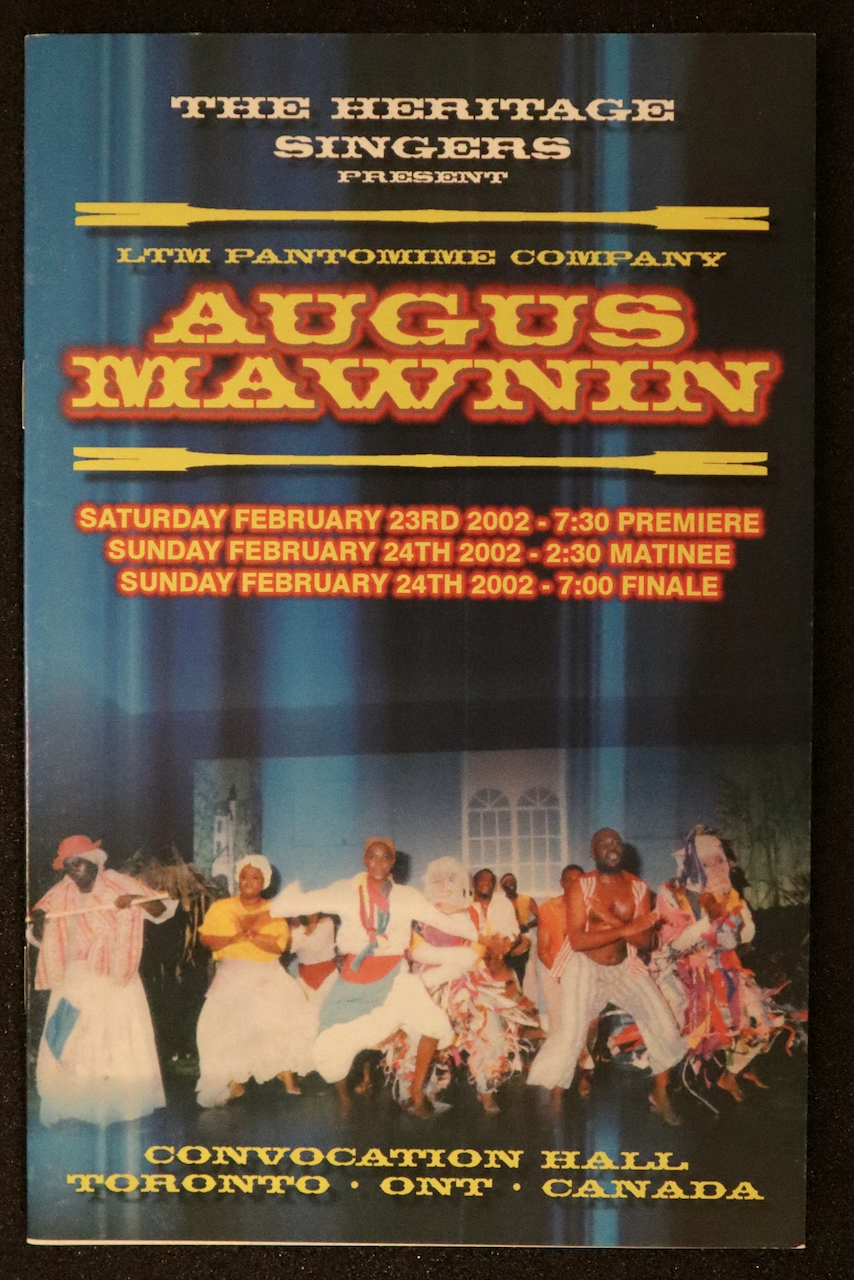 THE HERITAGE
SINGERS
PRESENT
LTM PANTOMIME COMPANY
AUGUS
MAWNIN
SATURDAY FEBRUARY 23RD 2002 - 7:30 PREMIERE
SUNDAY FEBRUARY 24TH 2002 - 2:30 MATINEE
SUNDAY FEBRUARY 24TH 2002 - 7:00 FINALE
CONVOCATION HALL
TORONTO · ONT · CANADA